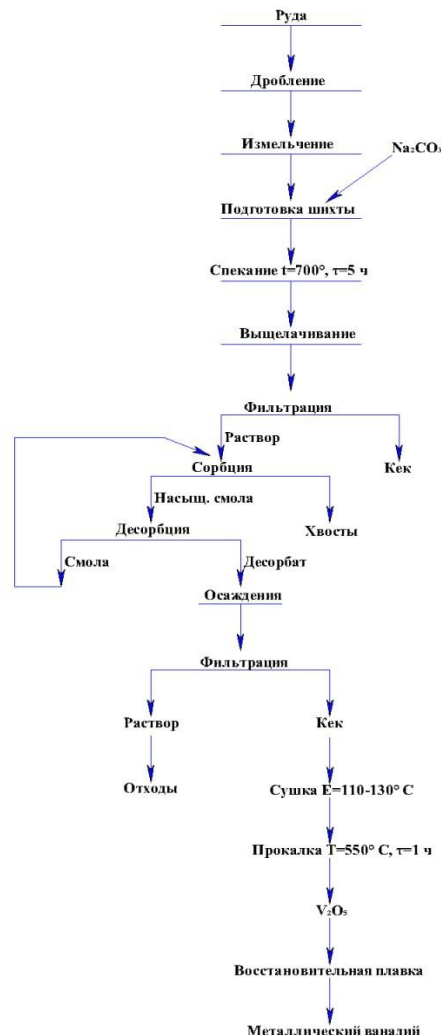 Руда
Дробление
Измельчение
Na₂CO₃
Подготовка шихты
Спекание t=700°, τ=5 ч
Выщелачивание
Фильтрация
Раствор
Сорбция
Кек
Насыщ. смола
Десорбция
Хвосты
Смола
Десорбат
Осаждения
Фильтрация
Раствор
Кек
Отходы
Сушка E=110-130° C
Прокалка T=550° C, τ=1 ч
V₂O₅
Восстановительная плавка
Металлический ванадий